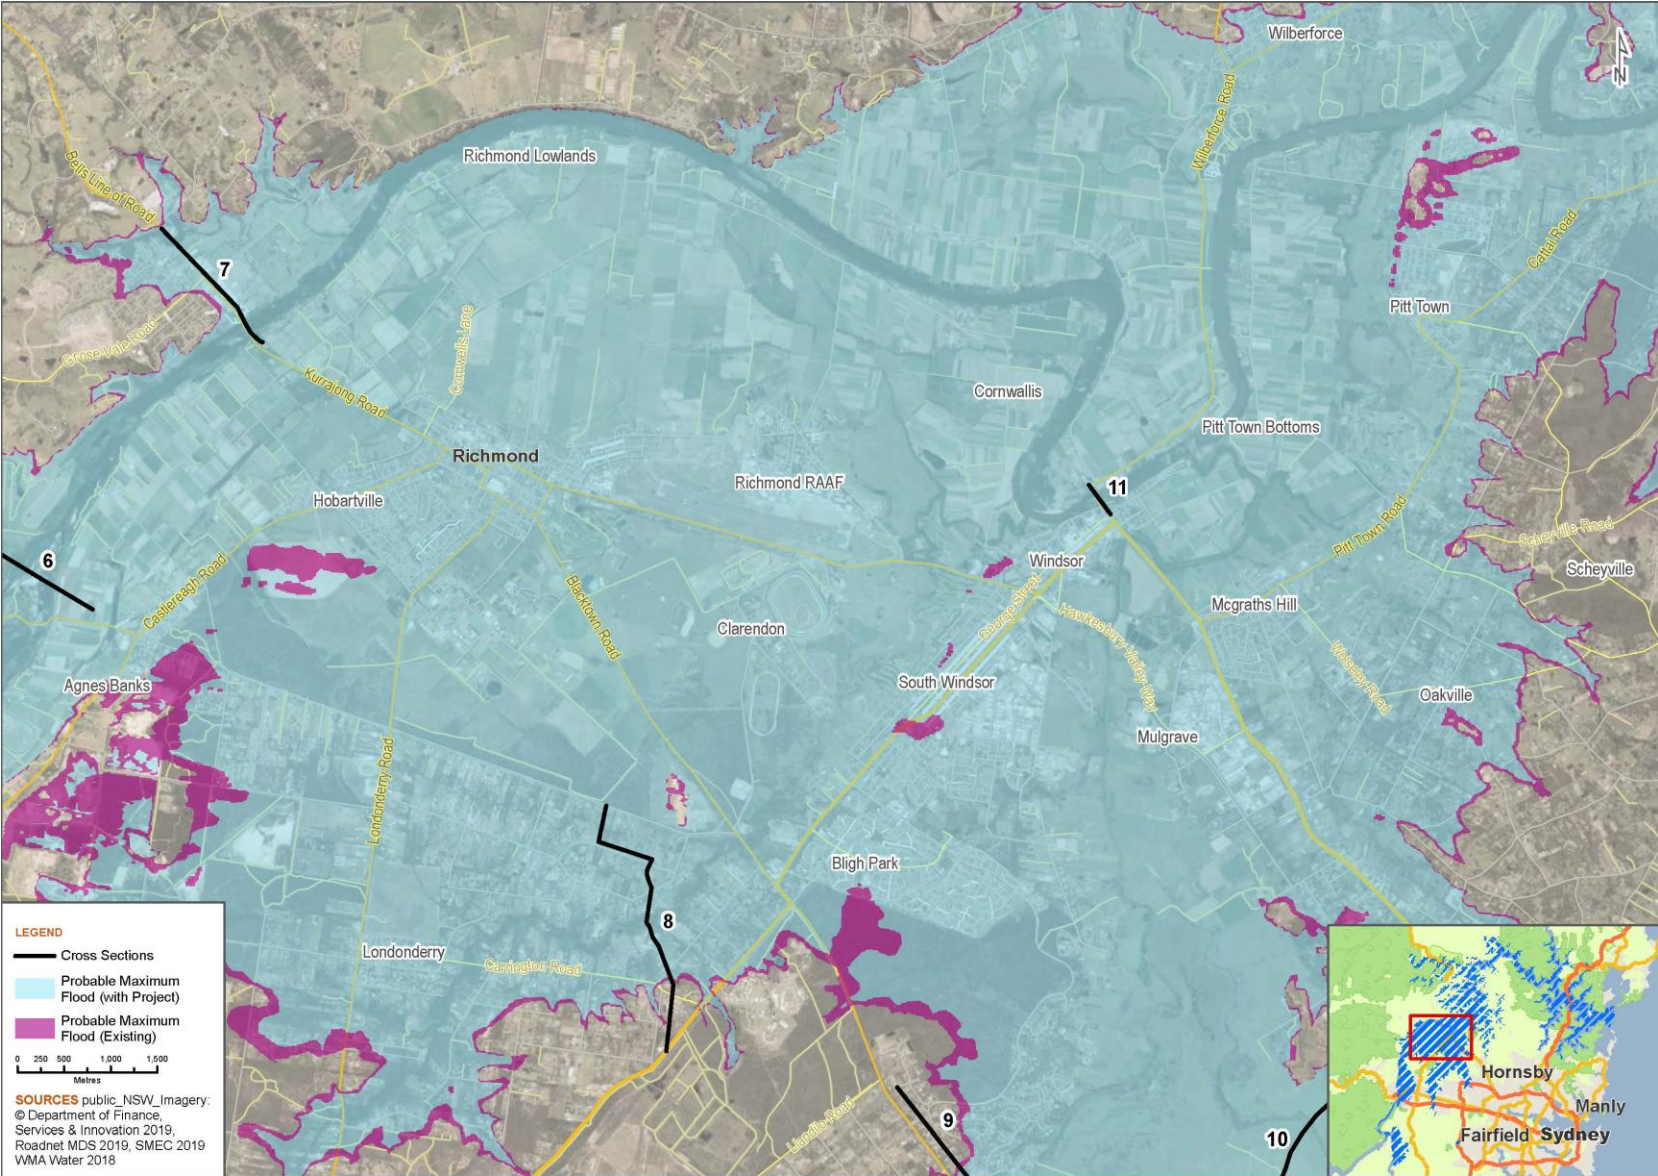 Wilberforce
N
Wilberforce Road
Richmond Lowlands
Bells Line of Road
7
Cattai Road
Pitt Town
Grose Vale Road
Cornwells Lane
Kurrajong Road
Cornwallis
Pitt Town Bottoms
Richmond
Richmond RAAF
11
Hobartville
Pitt Town Road
Scheyville Road
6
Windsor
Scheyville
Castlereagh Road
Blacktown Road
George Street
Mcgraths Hill
Hawkesbury Valley Way
Clarendon
Wolseley Road
Agnes Banks
South Windsor
Oakville
Mulgrave
Londonderry Road
Bligh Park
8
Londonderry
Carrington Road
Llandilo Road
9
10
LEGEND
Cross Sections
Probable Maximum
Flood (with Project)
Probable Maximum
Flood (Existing)
0 250 500 1,000 1,500
Metres
SOURCES public_NSW_Imagery:
© Department of Finance,
Services & Innovation 2019,
Roadnet MDS 2019, SMEC 2019
WMA Water 2018
Hornsby
Manly
Fairfield Sydney